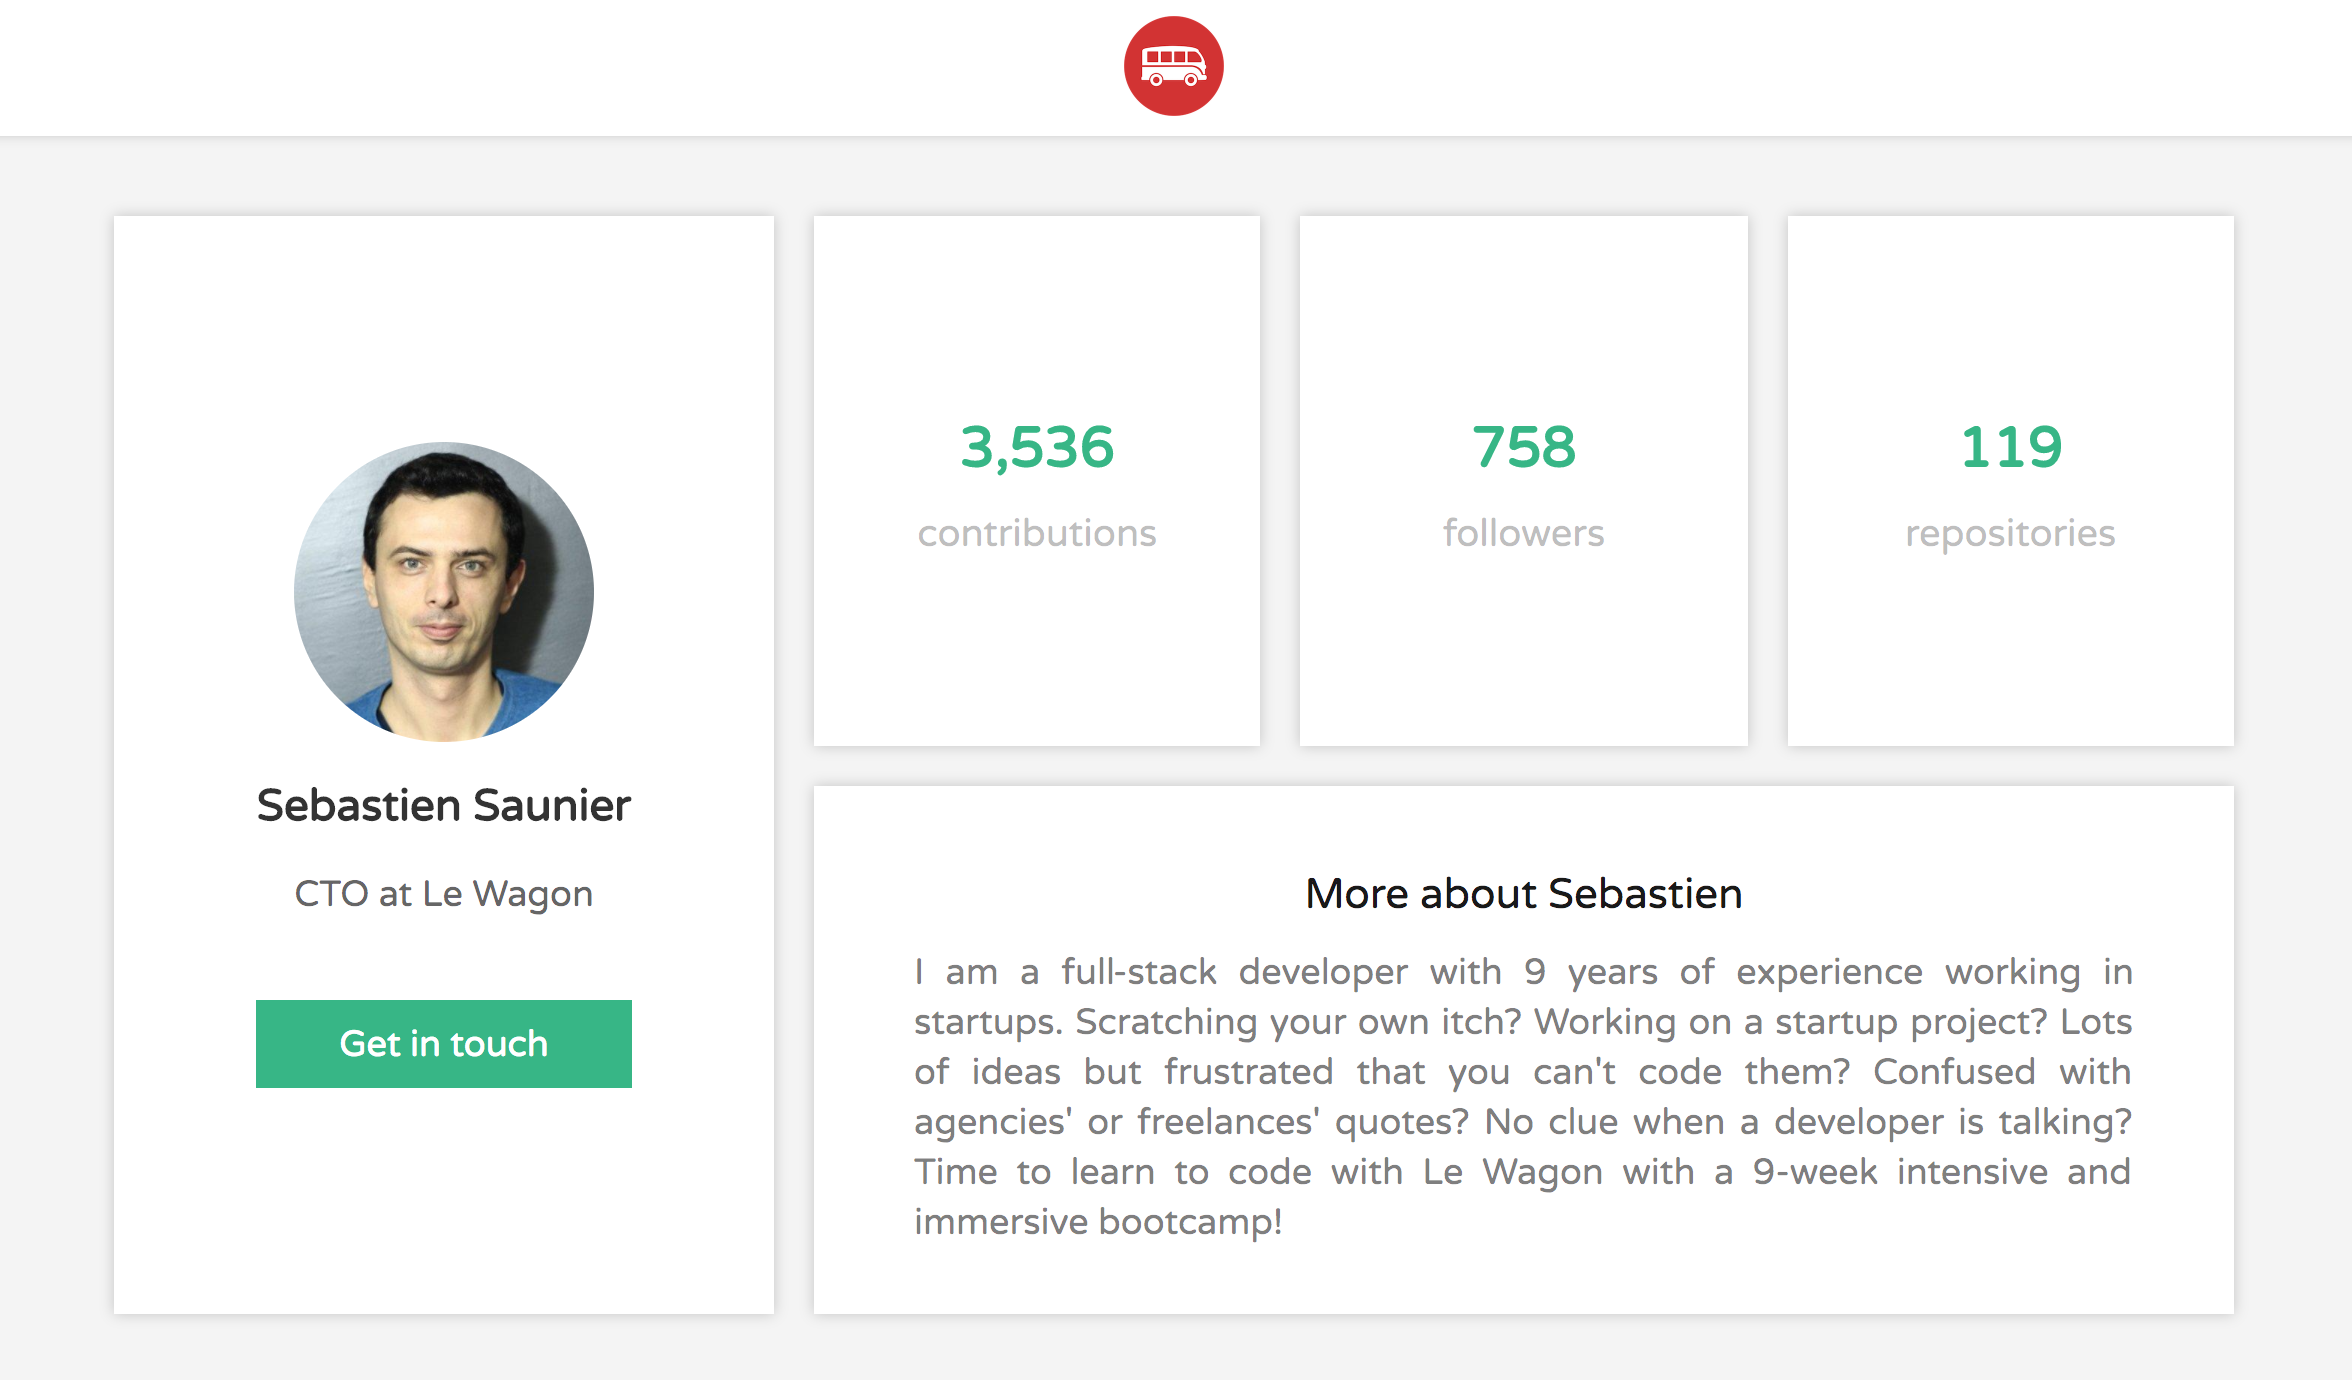 Sebastien Saunier
CTO at Le Wagon
Get in touch
3,536
contributions
758
followers
119
repositories
More about Sebastien
I am a full-stack developer with 9 years of experience working in
startups. Scratching your own itch? Working on a startup project? Lots
of ideas but frustrated that you can't code them? Confused with
agencies' or freelances' quotes? No clue when a developer is talking?
Time to learn to code with Le Wagon with a 9-week intensive and
immersive bootcamp!